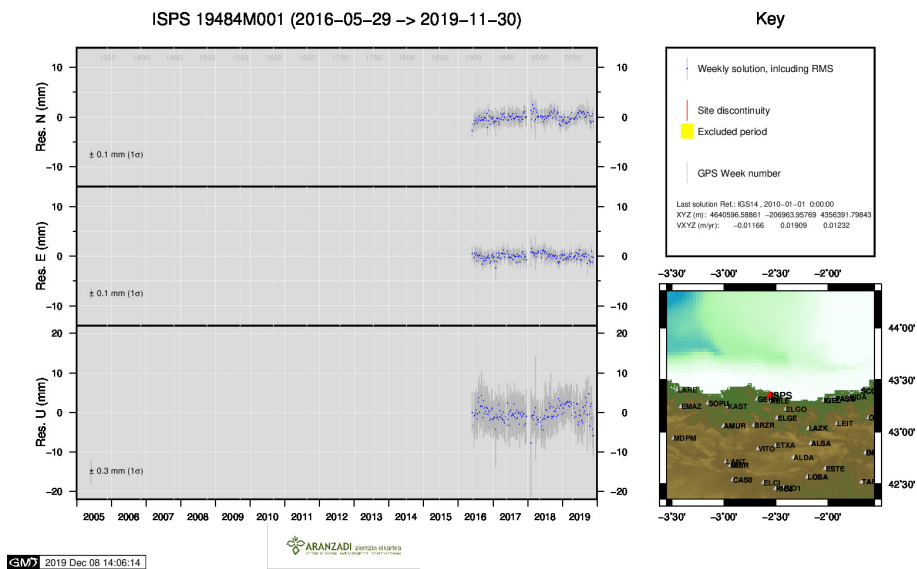 ISPS 19484M001 (2016-05-29 -> 2019-11-30)
1350 1400 1450 1500 1550 1600 1650 1700 1750 1800 1850 1900 1950 2000 2050
Res. N (mm)
10 10
0 0
-10 -10
± 0.1 mm (1σ)
Res. E (mm)
10 10
0 0
-10 -10
± 0.1 mm (1σ)
Res. U (mm)
20 20
10 10
0 0
-10 -10
-20 -20
± 0.3 mm (1σ)
2005 2006 2007 2008 2009 2010 2011 2012 2013 2014 2015 2016 2017 2018 2019
Key
Weekly solution, inlcuding RMS
Site discontinuity
Excluded period
GPS Week number
Last solution Ref.: IGS14 , 2010-01-01 0:00:00
XYZ (m): 4640596.58861 -206963.95769 4356391.79843
VXYZ (m/yr): -0.01166 0.01909 0.01232
-3°30' -3°00' -2°30' -2°00'
44°00'
43°30'
43°00'
42°30'
LARE
ISPS
EMAZ SOPU KAST
ELGO
ELGE
AMUR BRZR LAZK LEIT
MDPM VITO ETXA ALSA
ALDA
LANT
MIBR ESTE
CAS0 ELCI LOSA
-3°30' -3°00' -2°30' -2°00'
ARANZADI zientzia elkartea
GMT 2019 Dec 08 14:06:14